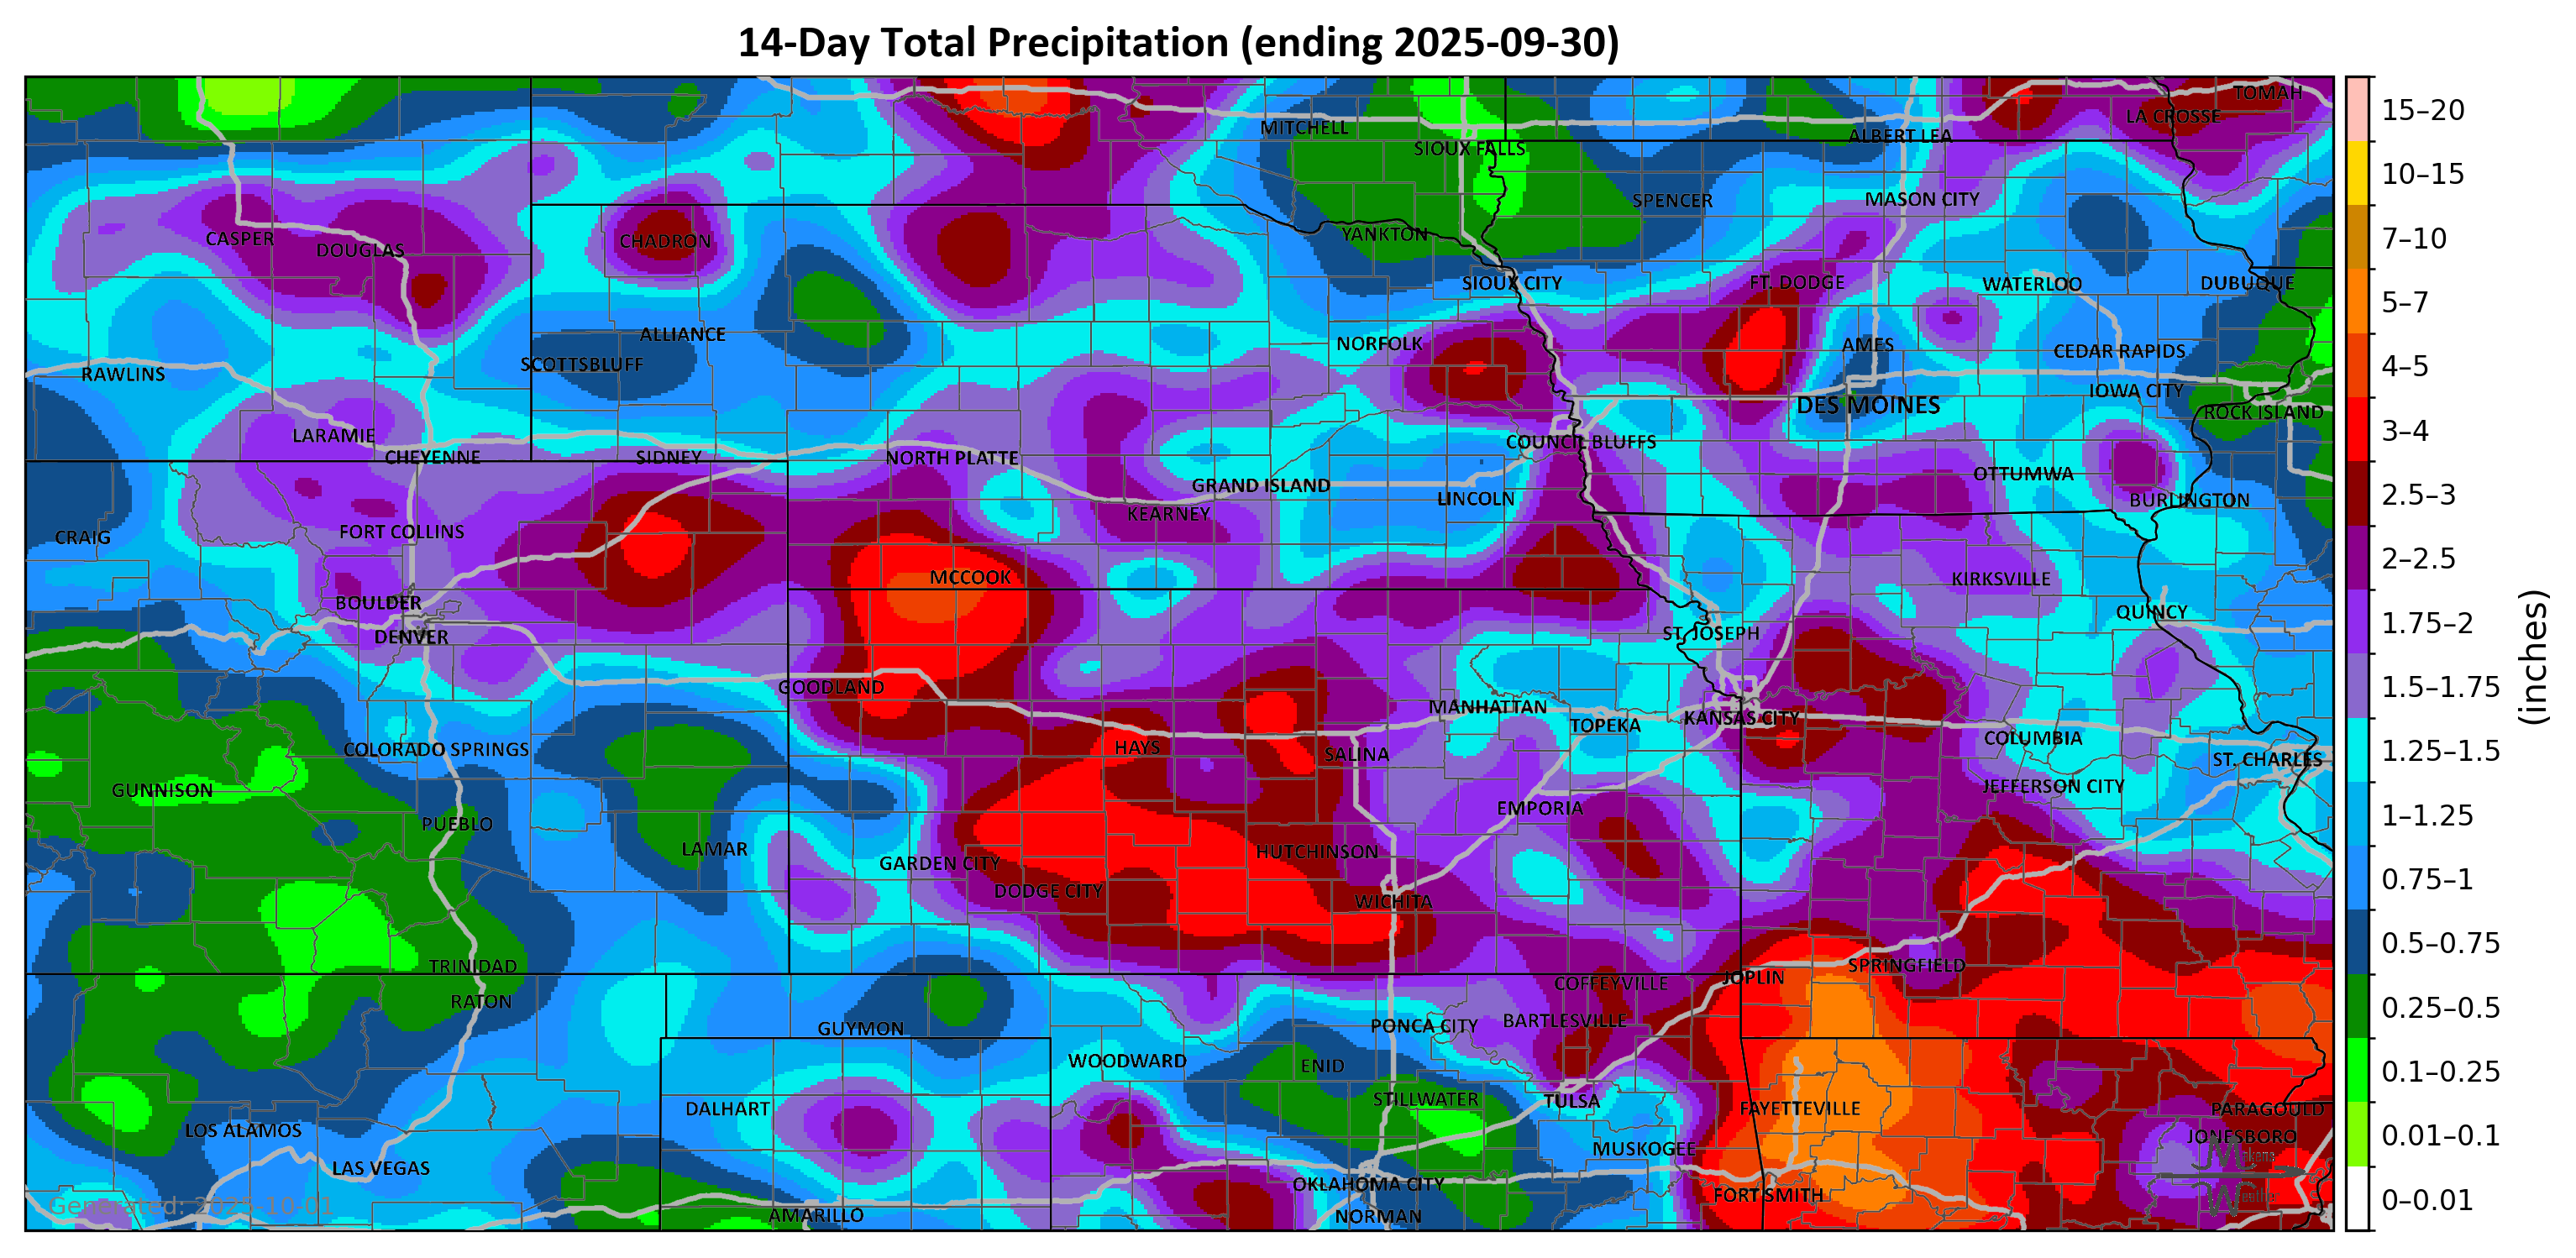 14-Day Total Precipitation (ending 2025-09-30)
TOMAH
LA CROSSE
MITCHELL
ALBERT LEA
SIOUX FALLS
SPENCER
MASON CITY
YANKTON
CASPER
DOUGLAS
CHADRON
SIOUX CITY
FT. DODGE
WATERLOO
DUBUQUE
ALLIANCE
NORFOLK
AMES
CEDAR RAPIDS
SCOTTSBLUFF
RAWLINS
IOWA CITY
DES MOINES
ROCK ISLAND
LARAMIE
COUNCIL BLUFFS
CHEYENNE
SIDNEY
NORTH PLATTE
OTTUMWA
GRAND ISLAND
LINCOLN
BURLINGTON
KEARNEY
FORT COLLINS
CRAIG
MCCOOK
KIRKSVILLE
BOULDER
QUINCY
DENVER
ST. JOSEPH
GOODLAND
MANHATTAN
KANSAS CITY
TOPEKA
COLUMBIA
COLORADO SPRINGS
HAYS
SALINA
ST. CHARLES
GUNNISON
JEFFERSON CITY
EMPORIA
PUEBLO
LAMAR
HUTCHINSON
GARDEN CITY
DODGE CITY
WICHITA
TRINIDAD
SPRINGFIELD
JOPLIN
COFFEYVILLE
RATON
BARTLESVILLE
PONCA CITY
GUYMON
WOODWARD
ENID
STILLWATER
TULSA
DALHART
FAYETTEVILLE
PARAGOULD
LOS ALAMOS
JONESBORO
MUSKOGEE
LAS VEGAS
OKLAHOMA CITY
FORT SMITH
AMARILLO
NORMAN
Makens
Weather
Generated: 2025-10-01
15–20
10–15
7–10
5–7
4–5
3–4
2.5–3
2–2.5
1.75–2
1.5–1.75
1.25–1.5
1–1.25
0.75–1
0.5–0.75
0.25–0.5
0.1–0.25
0.01–0.1
0–0.01
(inches)